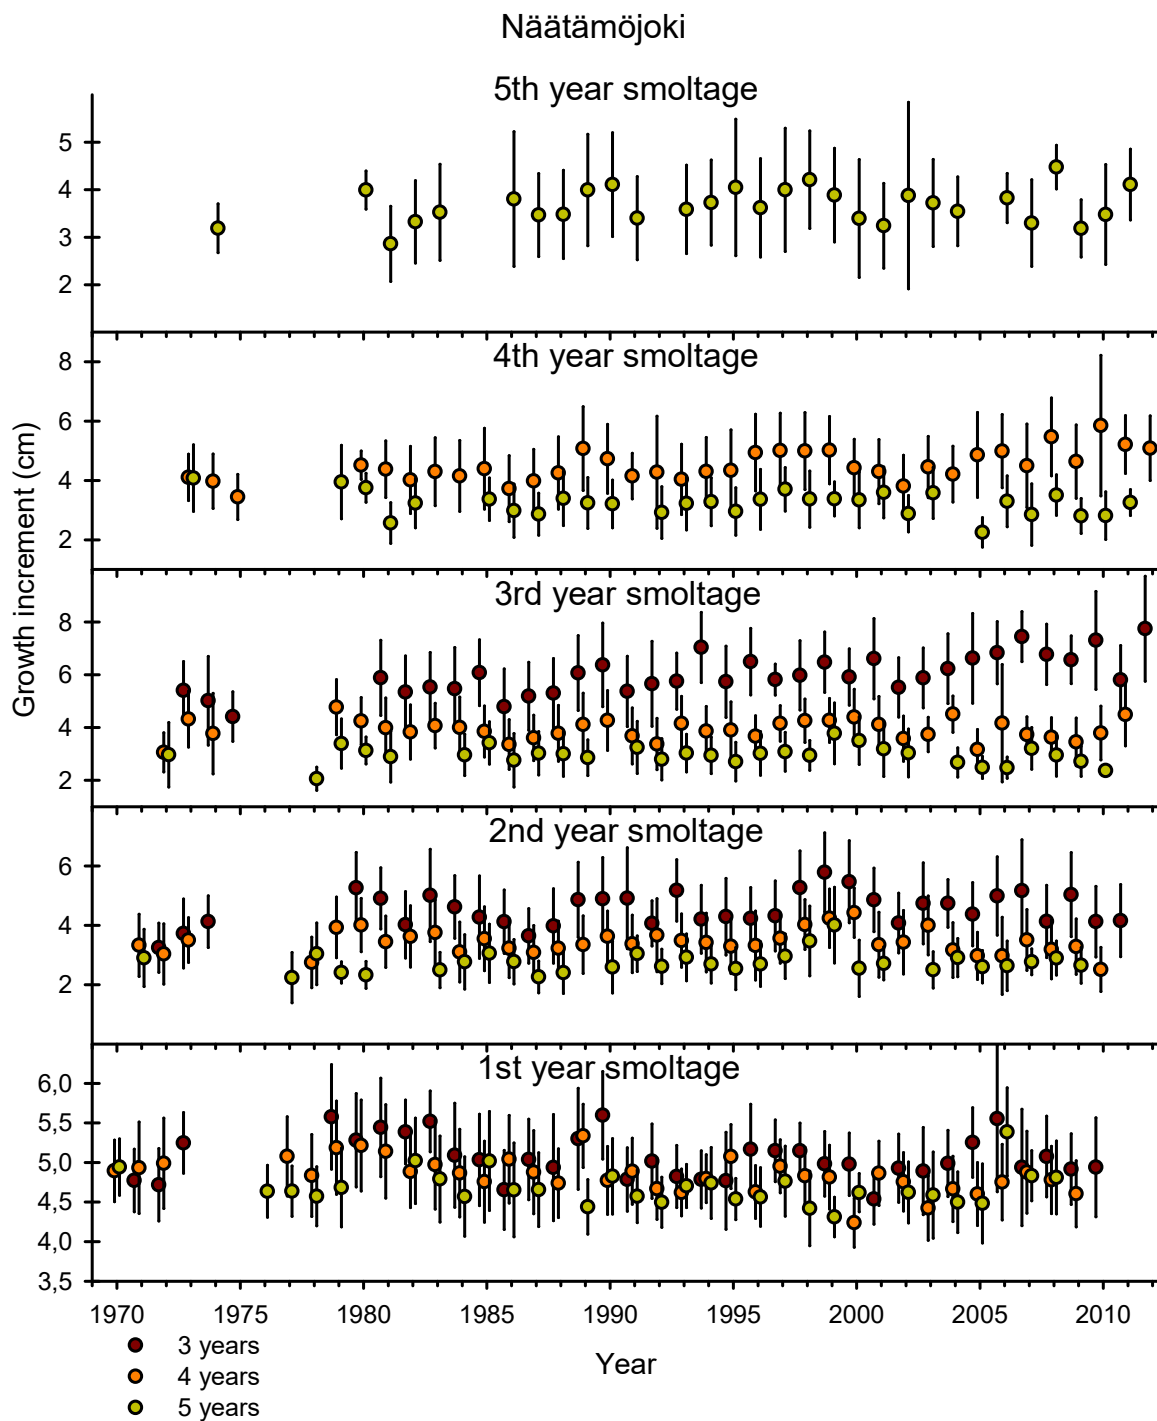 Näätämöjoki
5th year smoltage
5
4
3
2
4th year smoltage
8
6
4
2
3rd year smoltage
8
6
4
2
Growth increment (cm)
2nd year smoltage
6
4
2
1st year smoltage
6,0
5,5
5,0
4,5
4,0
3,5
1970 1975 1980 1985 1990 1995 2000 2005 2010
Year
3 years
4 years
5 years